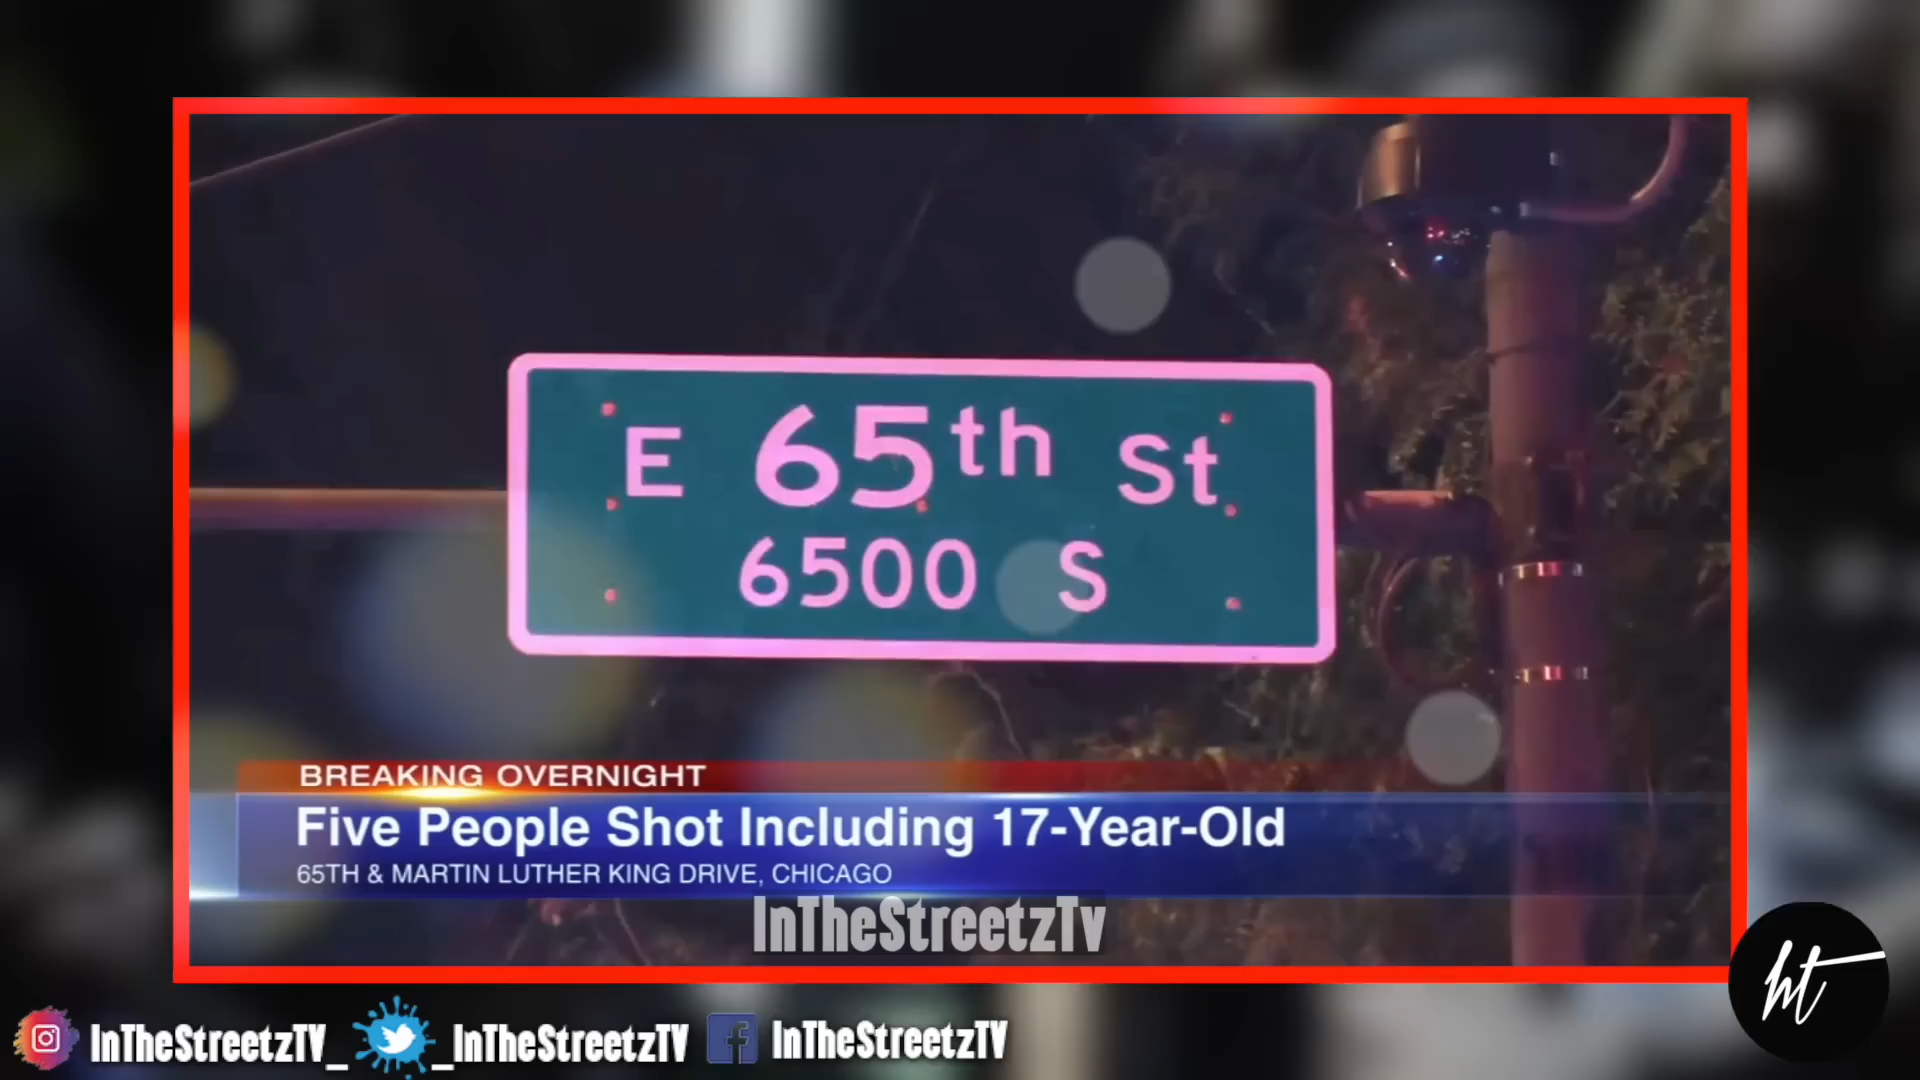 E 65th St
6500 S
BREAKING OVERNIGHT
Five People Shot Including 17-Year-Old
65TH & MARTIN LUTHER KING DRIVE, CHICAGO
InTheStreetzTv
ht
InTheStreetzTV_ _InTheStreetzTV InTheStreetzTV